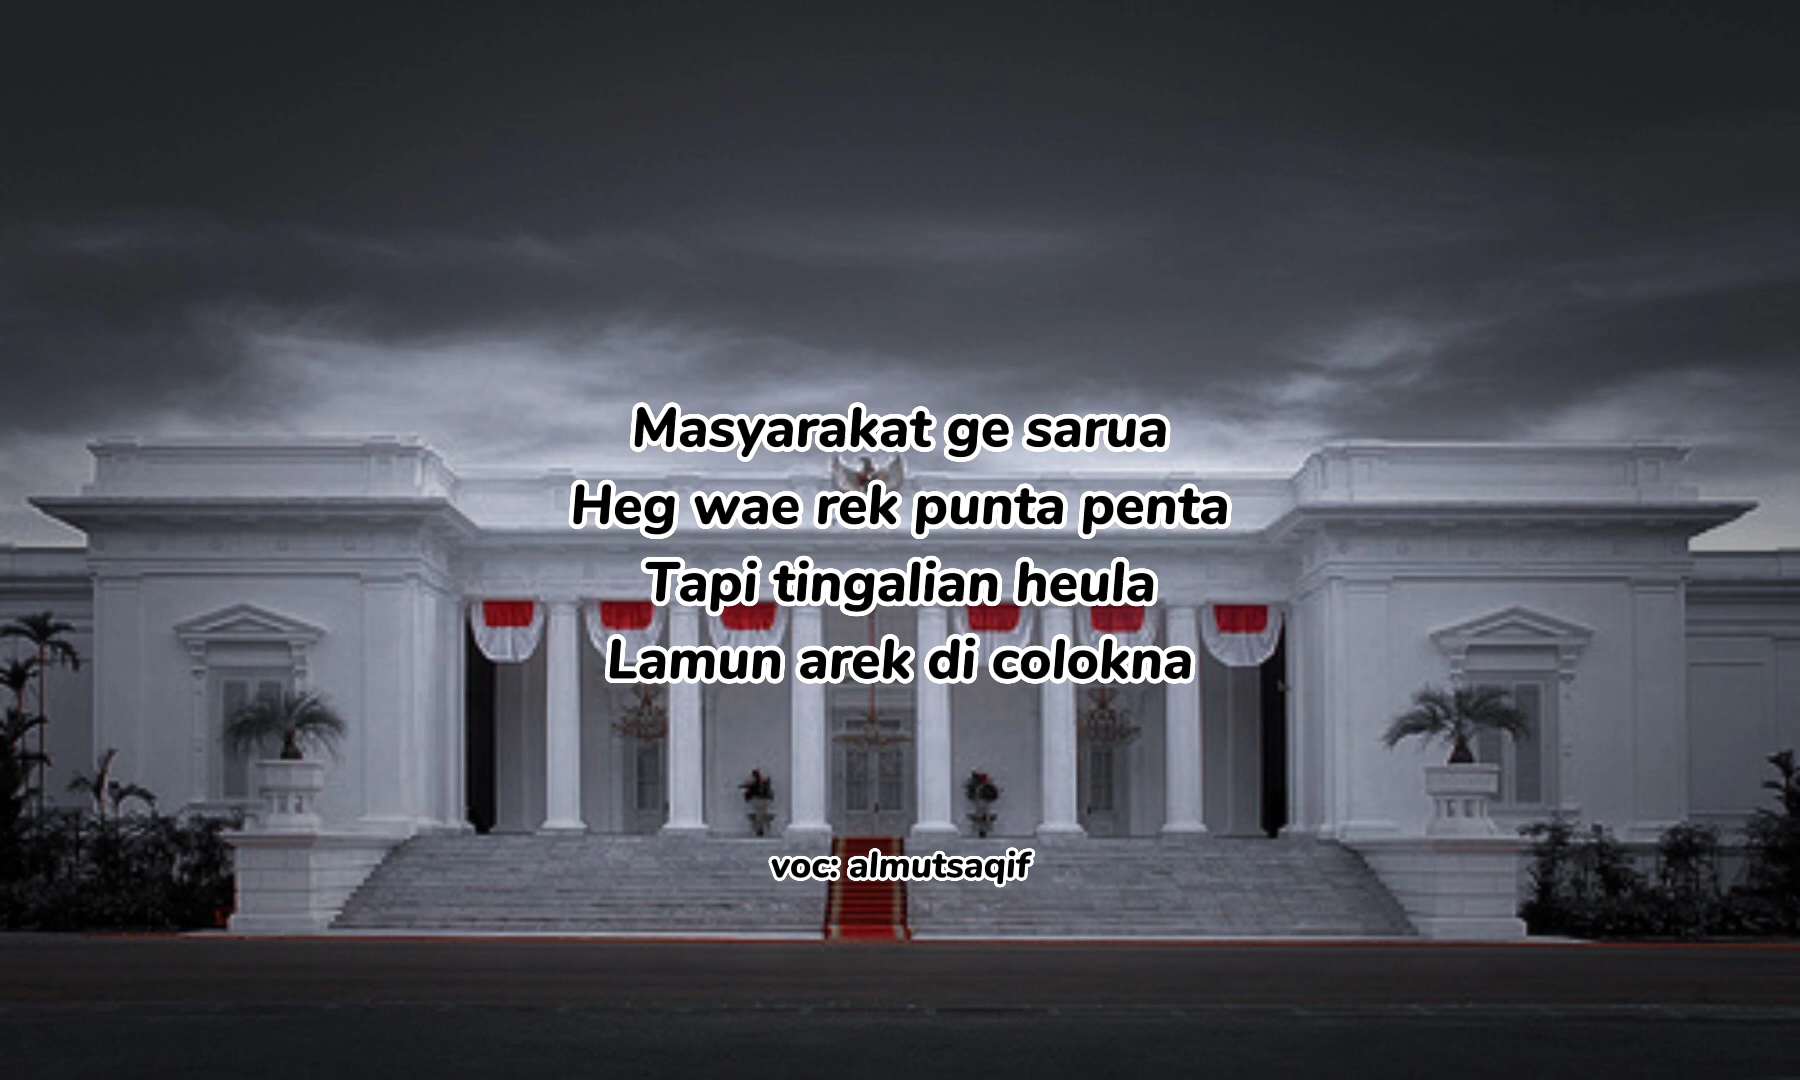 Masyarakat ge sarua
Heg wae rek punta penta
Tapi tingalian heula
Lamun arek di colokna
voc: almutsaqif